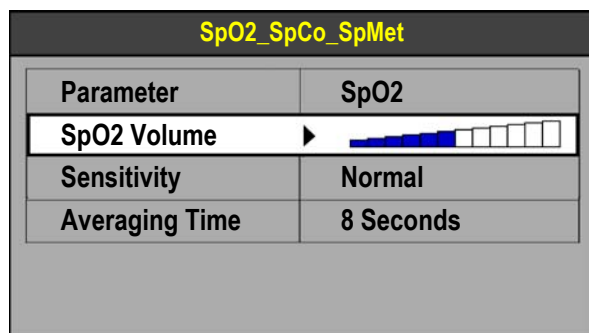 SpO2_SpCo_SpMet
Parameter SpO2
SpO2 Volume
Sensitivity Normal
Averaging Time 8 Seconds